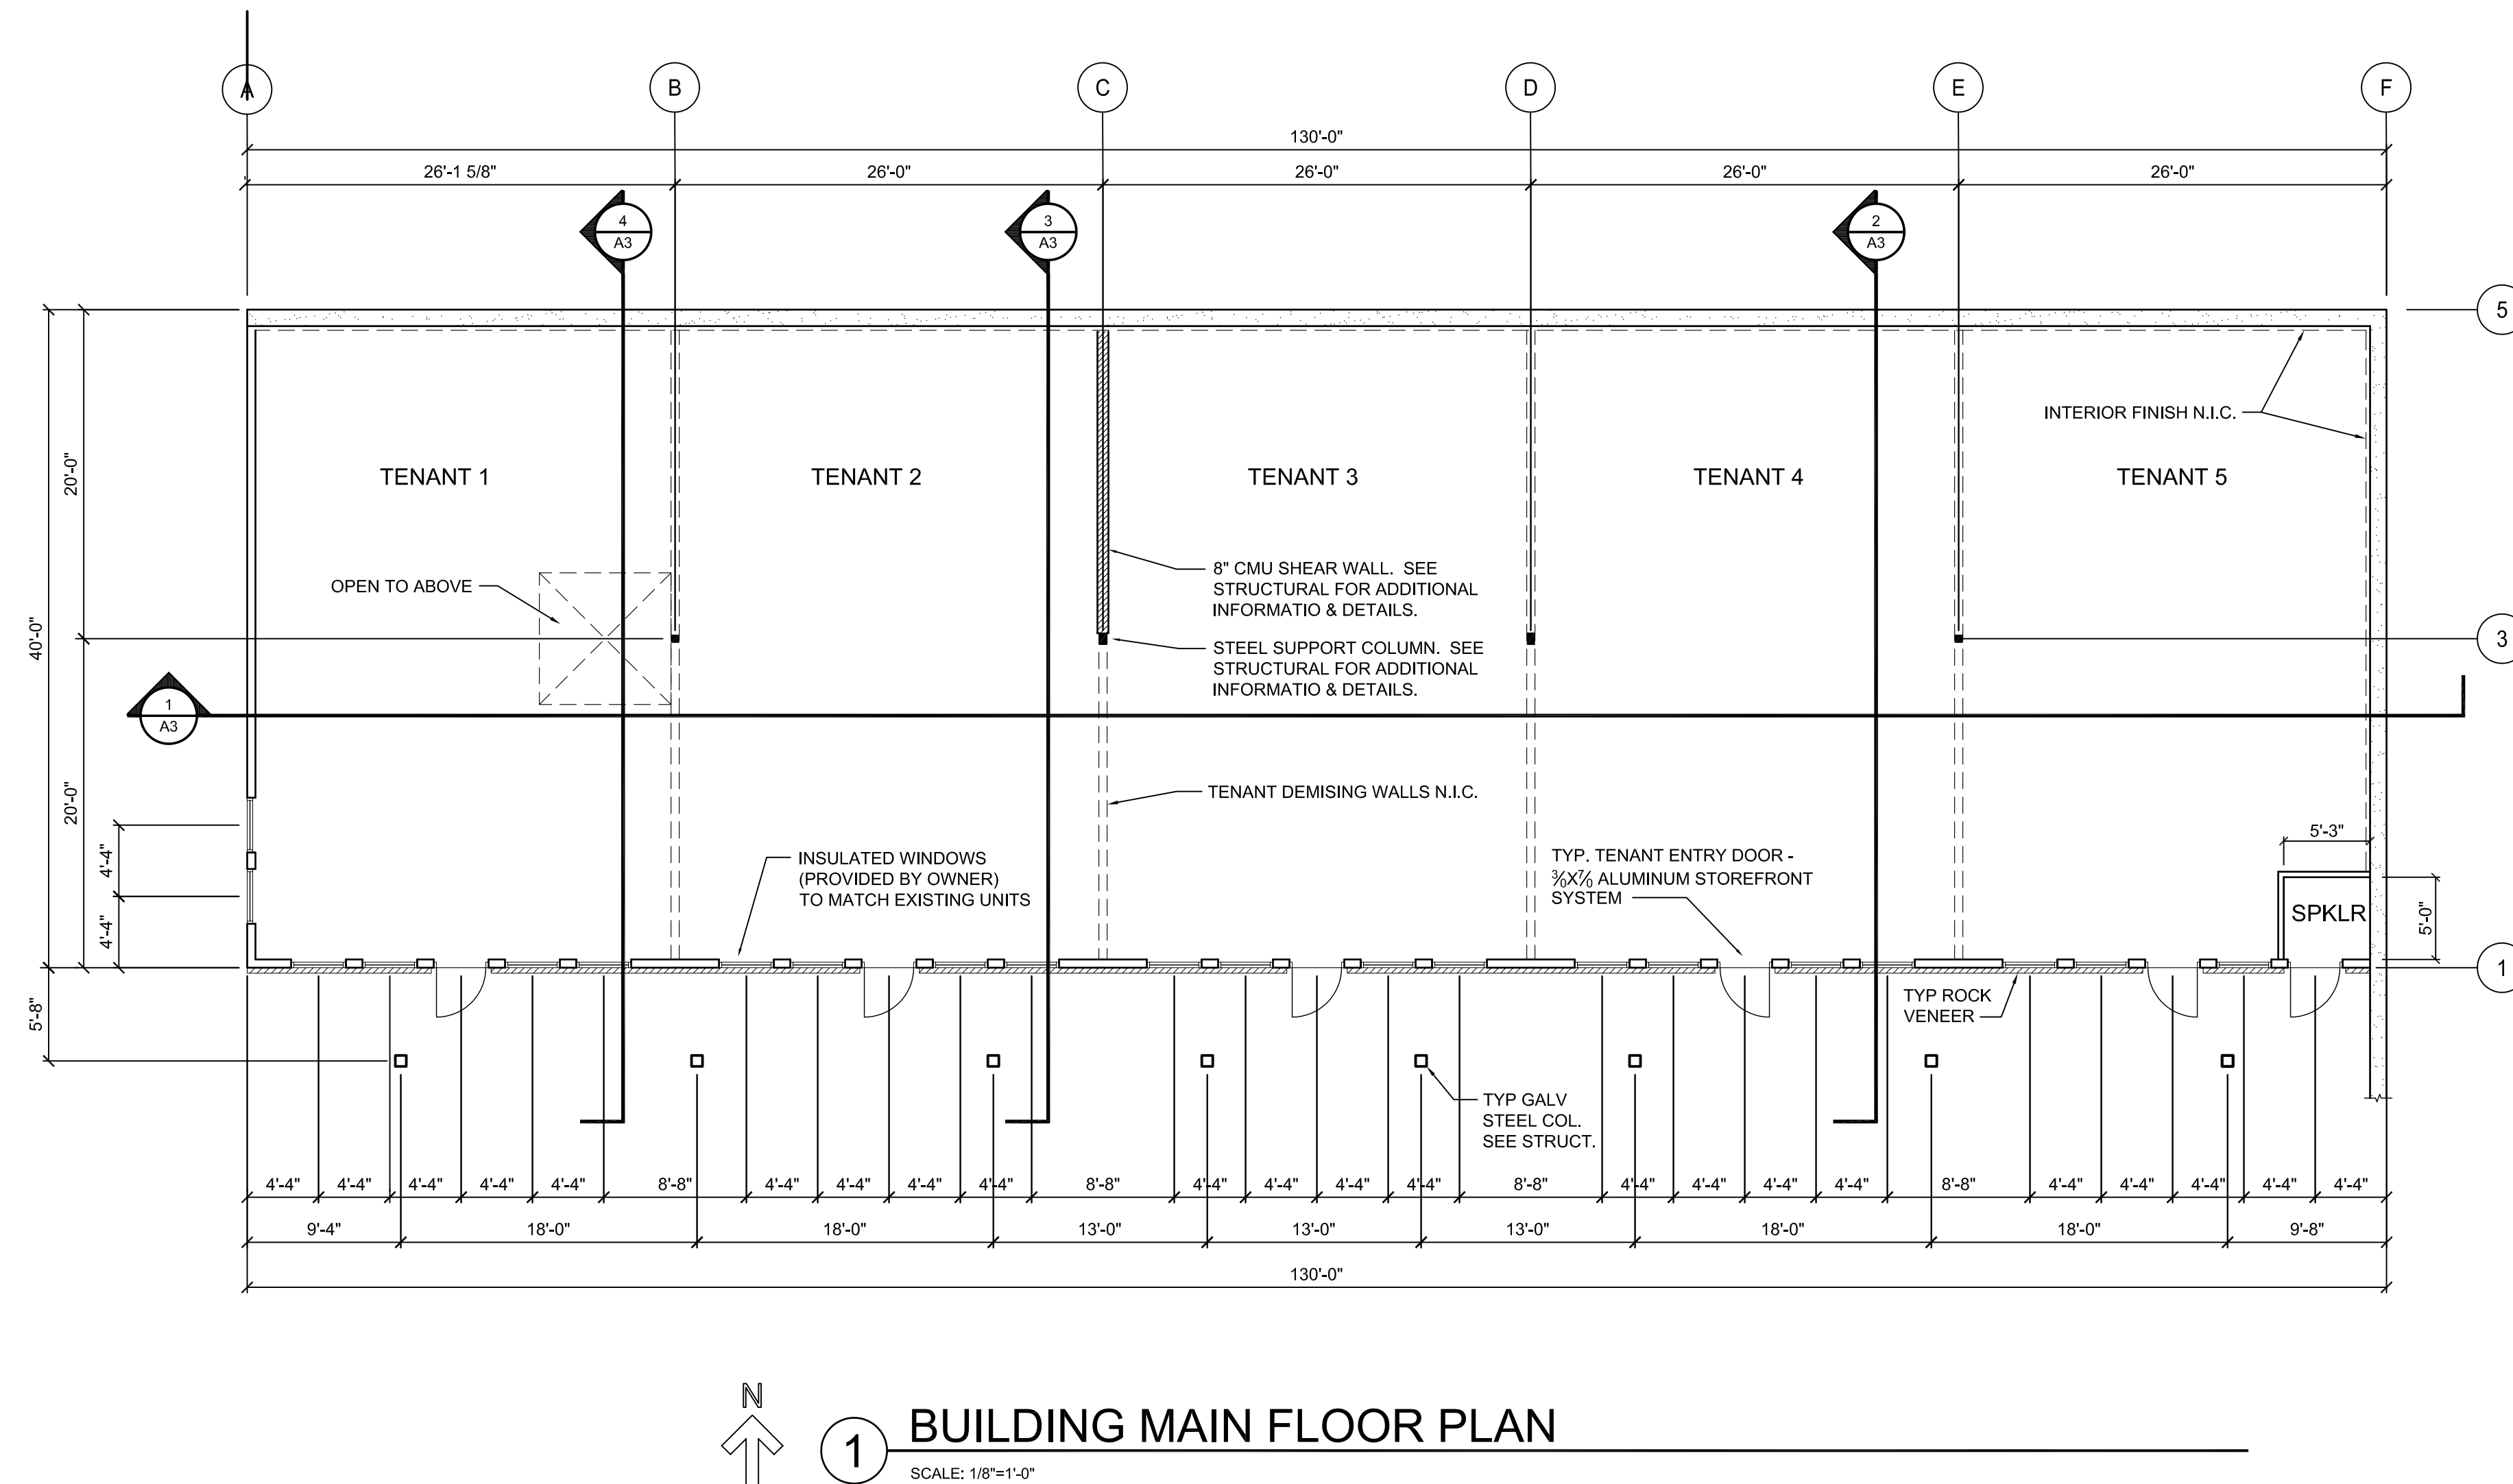 A
B
C
D
E
F
130'-0"
26'-1 5/8"
26'-0"
26'-0"
26'-0"
26'-0"
4
A3
3
A3
2
A3
5
INTERIOR FINISH N.I.C.
20'-0"
TENANT 1
TENANT 2
TENANT 3
TENANT 4
TENANT 5
OPEN TO ABOVE
8" CMU SHEAR WALL. SEE
STRUCTURAL FOR ADDITIONAL
INFORMATIO & DETAILS.
40'-0"
STEEL SUPPORT COLUMN. SEE
STRUCTURAL FOR ADDITIONAL
INFORMATIO & DETAILS.
3
1
A3
20'-0"
TENANT DEMISING WALLS N.I.C.
4'-4"
4'-4"
INSULATED WINDOWS
(PROVIDED BY OWNER)
TO MATCH EXISTING UNITS
TYP. TENANT ENTRY DOOR -
3/0X7/0 ALUMINUM STOREFRONT
SYSTEM
5'-3"
SPKLR
5'-0"
1
5'-8"
TYP ROCK
VENEER
TYP GALV
STEEL COL.
SEE STRUCT.
4'-4"
4'-4"
4'-4"
4'-4"
4'-4"
8'-8"
4'-4"
4'-4"
4'-4"
4'-4"
8'-8"
4'-4"
4'-4"
4'-4"
4'-4"
8'-8"
4'-4"
4'-4"
4'-4"
4'-4"
8'-8"
4'-4"
4'-4"
4'-4"
4'-4"
4'-4"
9'-4"
18'-0"
18'-0"
13'-0"
13'-0"
13'-0"
18'-0"
18'-0"
9'-8"
130'-0"
N
1
BUILDING MAIN FLOOR PLAN
SCALE: 1/8"=1'-0"